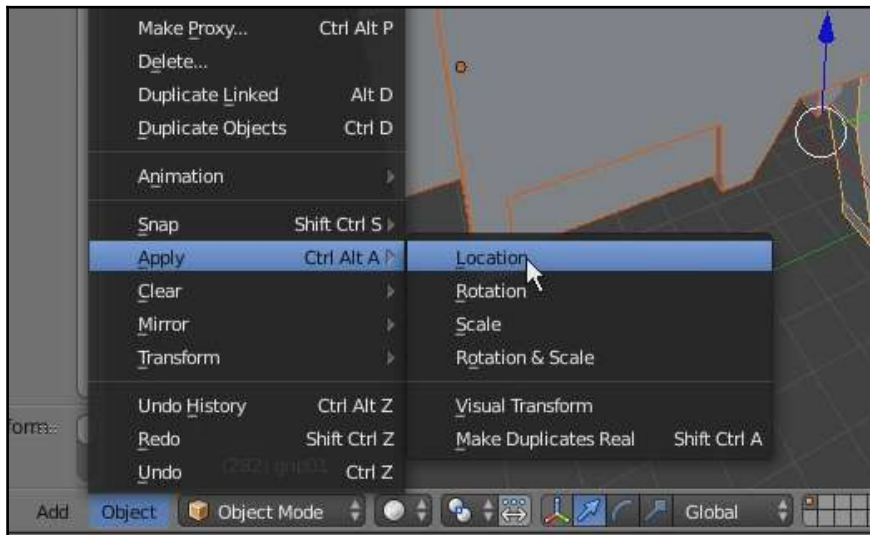 Make Proxy... Ctrl Alt P
Delete...
Duplicate Linked Alt D
Duplicate Objects Ctrl D
Animation
Snap Shift Ctrl S
Apply Ctrl Alt A
Clear
Mirror
Transform
Undo History Ctrl Alt Z
Redo Shift Ctrl Z
Undo Ctrl Z
Location
Rotation
Scale
Rotation & Scale
Visual Transform
Make Duplicates Real Shift Ctrl A
Add Object Object Mode Global